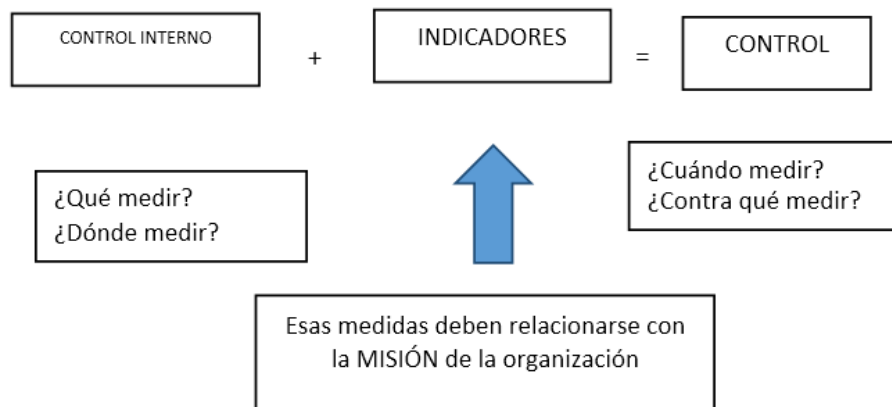 CONTROL INTERNO
+
INDICADORES
=
CONTROL
¿Qué medir?
¿Dónde medir?
¿Cuándo medir?
¿Contra qué medir?
Esas medidas deben relacionarse con
la MISIÓN de la organización